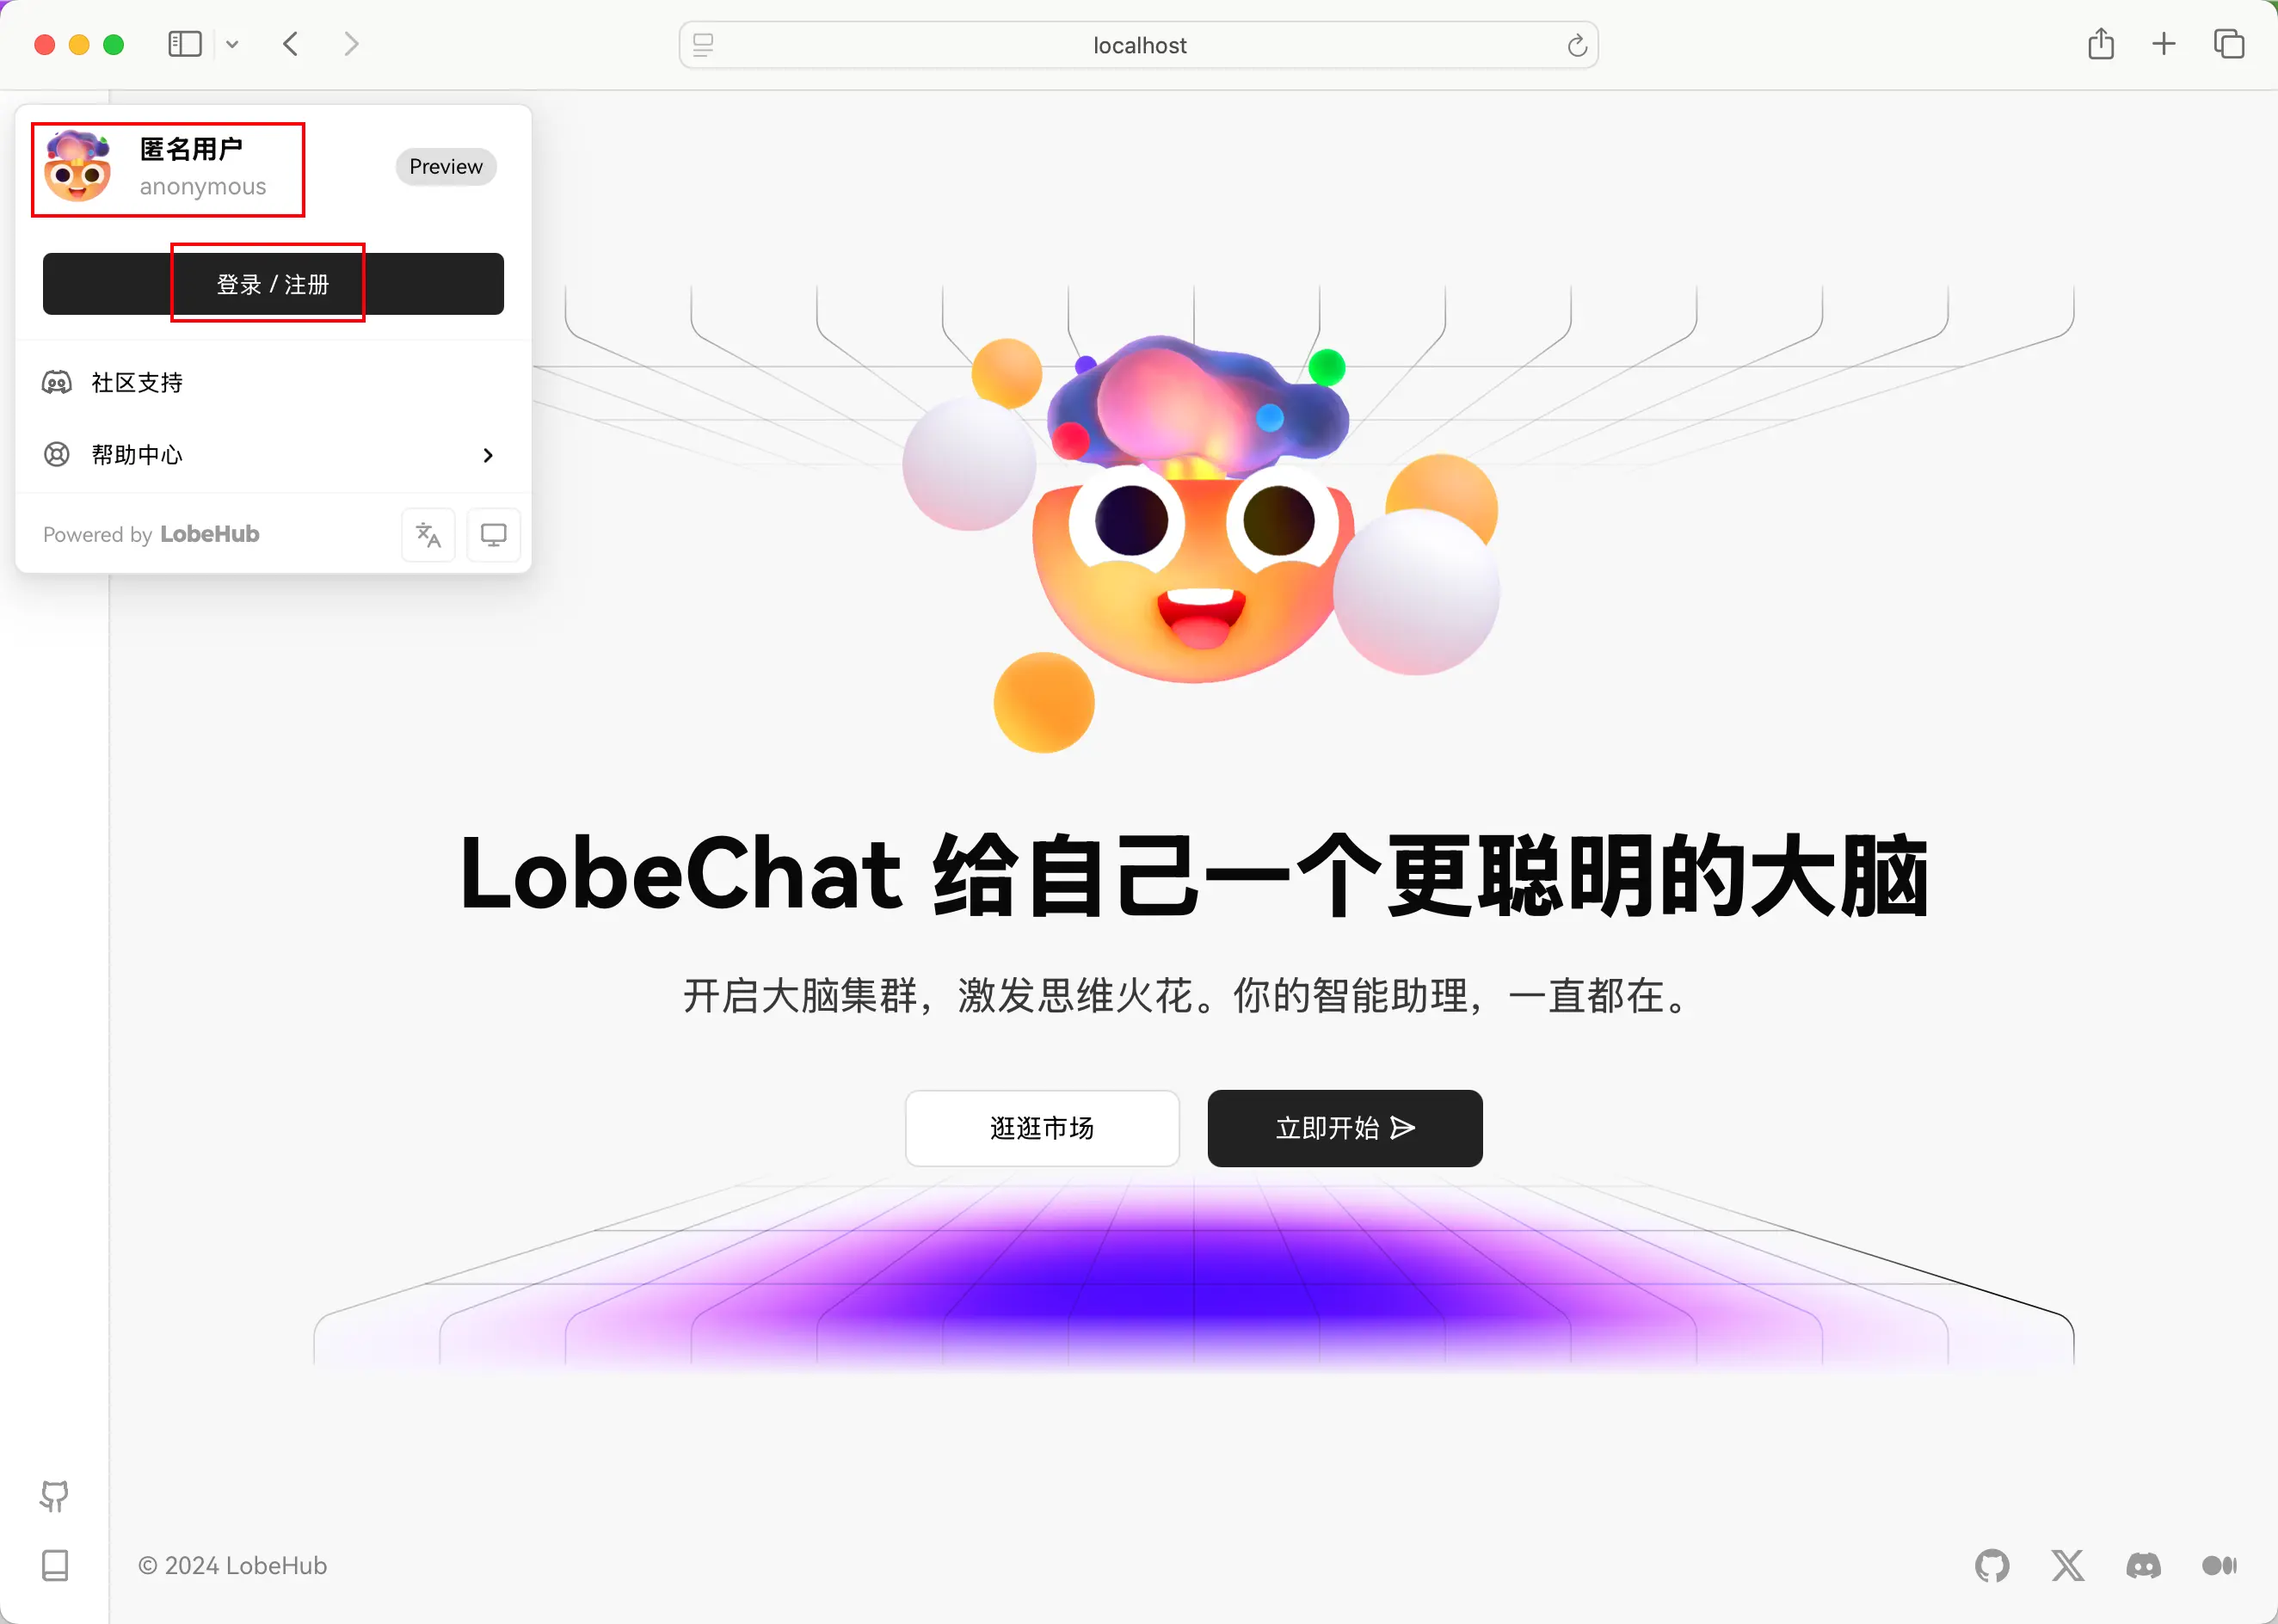 localhost
匿名用户
anonymous
Preview
登录 / 注册
社区支持
帮助中心
Powered by LobeHub
LobeChat 给自己一个更聪明的大脑
开启大脑集群，激发思维火花。你的智能助理，一直都在。
逛逛市场
立即开始
© 2024 LobeHub